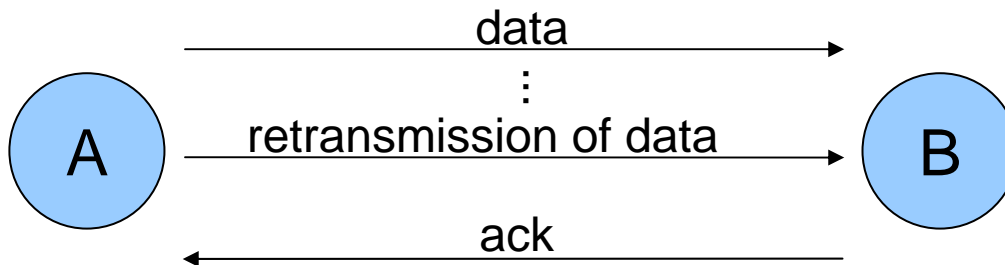 data
⋮
A
retransmission of data
B
ack